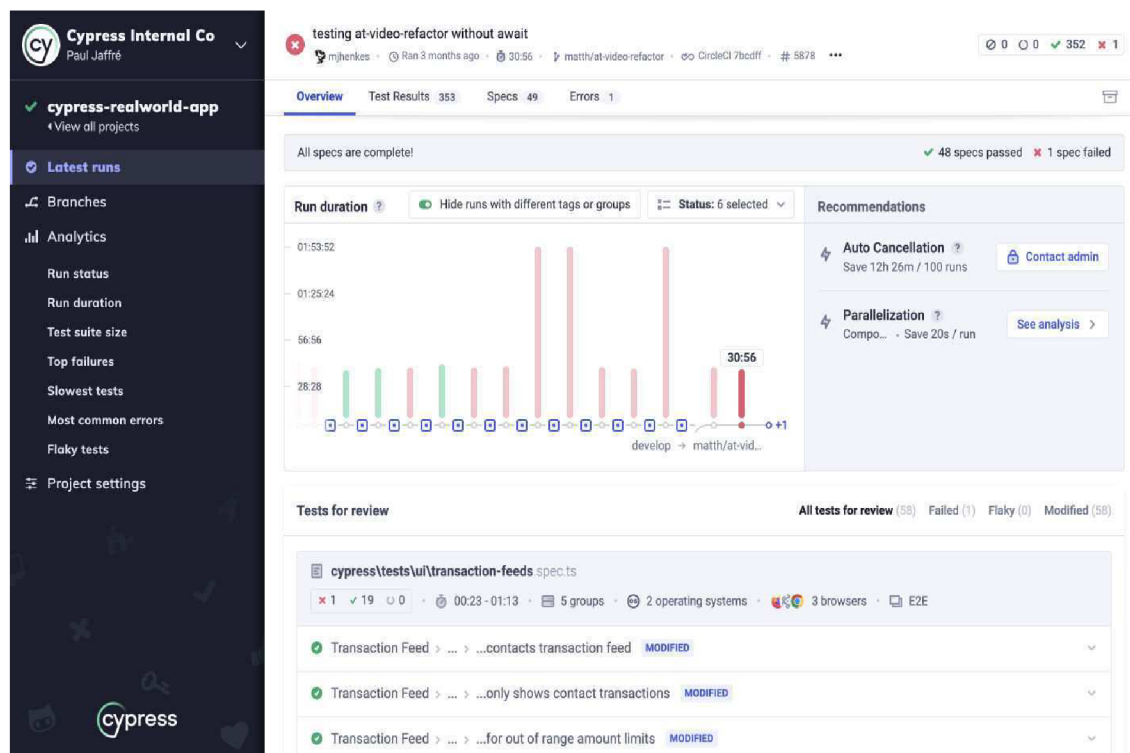 cy
Cypress Internal Co
Paul Jaffré
cypress-realworld-app
View all projects
Latest runs
Branches
Analytics
Run status
Run duration
Test suite size
Top failures
Slowest tests
Most common errors
Flaky tests
Project settings
cypress
testing at-video-refactor without await
mjhenkes · Ran 3 months ago · 30:56 · matth/at-video-refactor · CircleCI 7bcdff · # 5878 •••
0 0 352 1
Overview Test Results 353 Specs 49 Errors 1
All specs are complete! 48 specs passed 1 spec failed
Run duration ? Hide runs with different tags or groups Status: 6 selected
01:53:52
01:25:24
56:56
28:28
30:56
+1
develop → matth/at-vid...
Recommendations
Auto Cancellation ?
Save 12h 26m / 100 runs
Contact admin
Parallelization ?
Compo... • Save 20s / run
See analysis >
Tests for review All tests for review (58) Failed (1) Flaky (0) Modified (58)
cypress\tests\ui\transaction-feeds.spec.ts
1 19 0 · 00:23 - 01:13 · 5 groups · OS 2 operating systems · 3 browsers · E2E
Transaction Feed > ... > ...contacts transaction feed MODIFIED
Transaction Feed > ... > ...only shows contact transactions MODIFIED
Transaction Feed > ... > ...for out of range amount limits MODIFIED